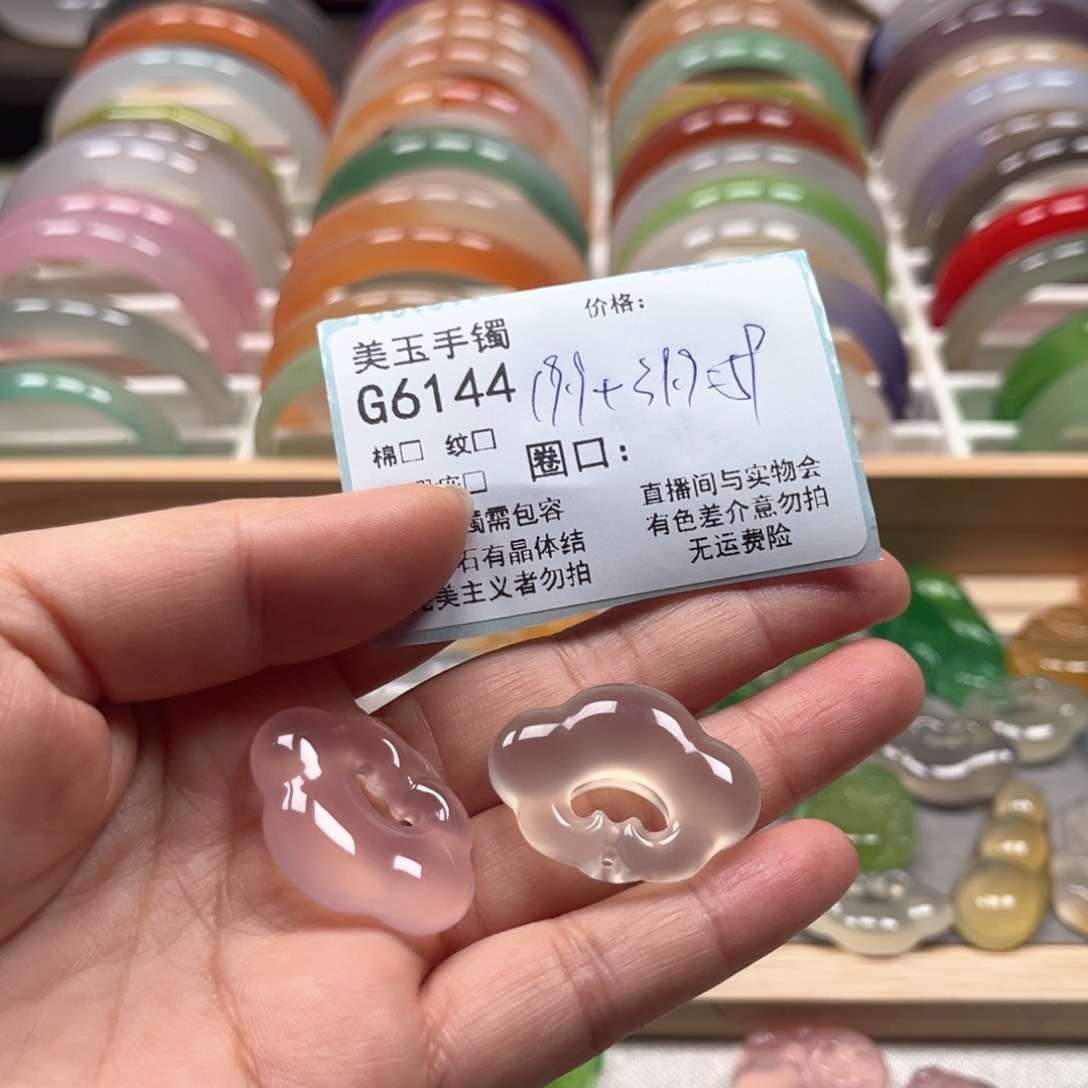 价格：
美玉手镯
G6144
棉□ 纹□
圈口：
镯需包容
石有晶体结
美主义者勿拍
直播间与实物会
有色差介意勿拍
无运费险